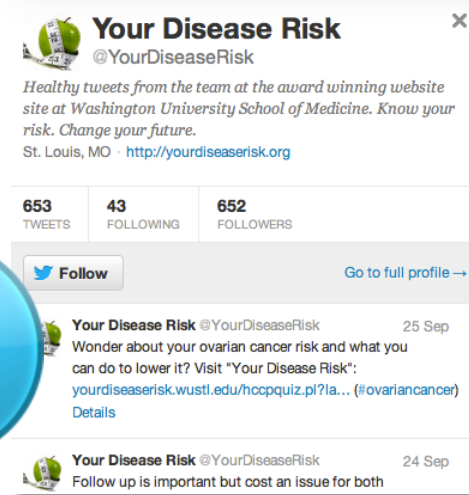 Your Disease Risk
@YourDiseaseRisk
Healthy tweets from the team at the award winning website
site at Washington University School of Medicine. Know your
risk. Change your future.
St. Louis, MO · http://yourdiseaserisk.org
653 43 652
TWEETS FOLLOWING FOLLOWERS
Follow Go to full profile →
Your Disease Risk @YourDiseaseRisk 25 Sep
Wonder about your ovarian cancer risk and what you
can do to lower it? Visit "Your Disease Risk":
yourdiseaserisk.wustl.edu/hccpquiz.pl?la... (#ovariancancer)
Details
Your Disease Risk @YourDiseaseRisk 24 Sep
Follow up is important but cost an issue for both